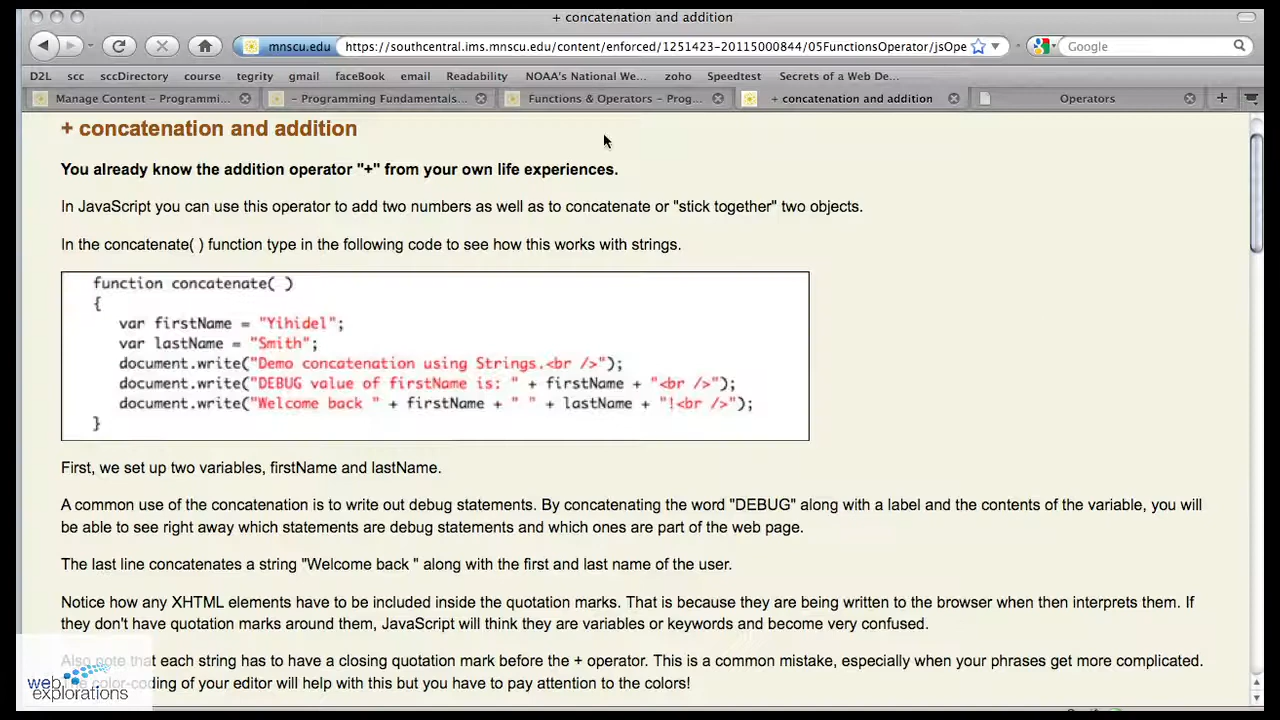 + concatenation and addition
mnscu.edu https://southcentral.ims.mnscu.edu/content/enforced/1251423-20115000844/05FunctionsOperator/jsOpe Google
D2L scc sccDirectory course tegrity gmail faceBook email Readability NOAA's National We... zoho Speedtest Secrets of a Web De...
Manage Content – Programmi... – Programming Fundamentals... Functions & Operators – Prog... + concatenation and addition Operators
+ concatenation and addition
You already know the addition operator "+" from your own life experiences.
In JavaScript you can use this operator to add two numbers as well as to concatenate or "stick together" two objects.
In the concatenate( ) function type in the following code to see how this works with strings.
function concatenate( )
{
var firstName = "Yihidel";
var lastName = "Smith";
document.write("Demo concatenation using Strings.<br />");
document.write("DEBUG value of firstName is: " + firstName + "<br />");
document.write("Welcome back " + firstName + " " + lastName + "!<br />");
}
First, we set up two variables, firstName and lastName.
A common use of the concatenation is to write out debug statements. By concatenating the word "DEBUG" along with a label and the contents of the variable, you will
be able to see right away which statements are debug statements and which ones are part of the web page.
The last line concatenates a string "Welcome back " along with the first and last name of the user.
Notice how any XHTML elements have to be included inside the quotation marks. That is because they are being written to the browser when then interprets them. If
they don't have quotation marks around them, JavaScript will think they are variables or keywords and become very confused.
Also note that each string has to have a closing quotation mark before the + operator. This is a common mistake, especially when your phrases get more complicated.
color-coding of your editor will help with this but you have to pay attention to the colors!
web explorations